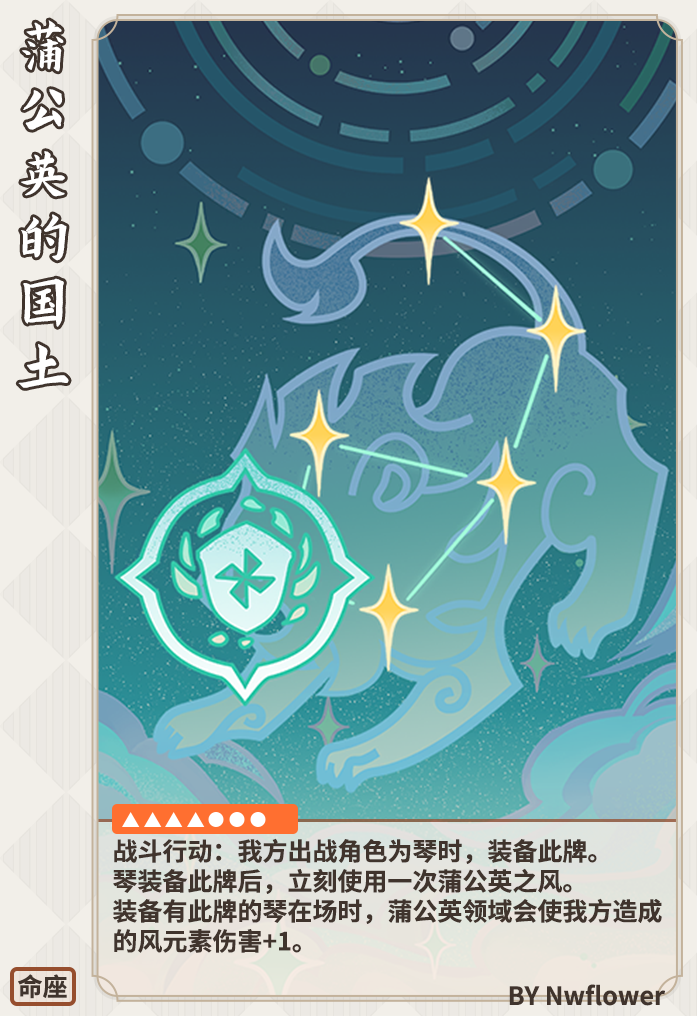 蒲公英的国土
战斗行动：我方出战角色为琴时，装备此牌。
琴装备此牌后，立刻使用一次蒲公英之风。
装备有此牌的琴在场时，蒲公英领域会使我方造成
的风元素伤害+1。
命座
BY Nwflower